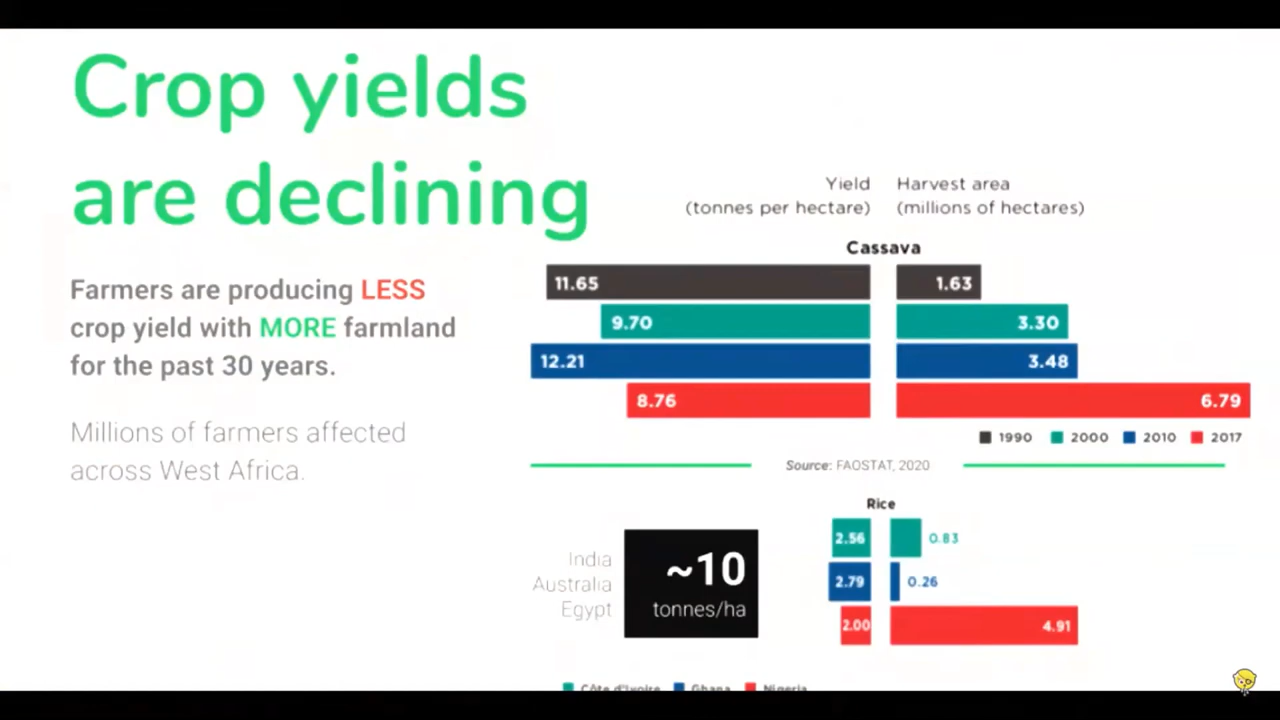 Crop yields
are declining
Farmers are producing LESS
crop yield with MORE farmland
for the past 30 years.
Millions of farmers affected
across West Africa.
Yield
(tonnes per hectare)
Harvest area
(millions of hectares)
Cassava
11.65 1.63
9.70 3.30
12.21 3.48
8.76 6.79
1990 2000 2010 2017
Source: FAOSTAT, 2020
India
Australia
Egypt
~10
tonnes/ha
Rice
2.56 0.83
2.79 0.26
2.00 4.91
Côte d'Ivoire Ghana Nigeria